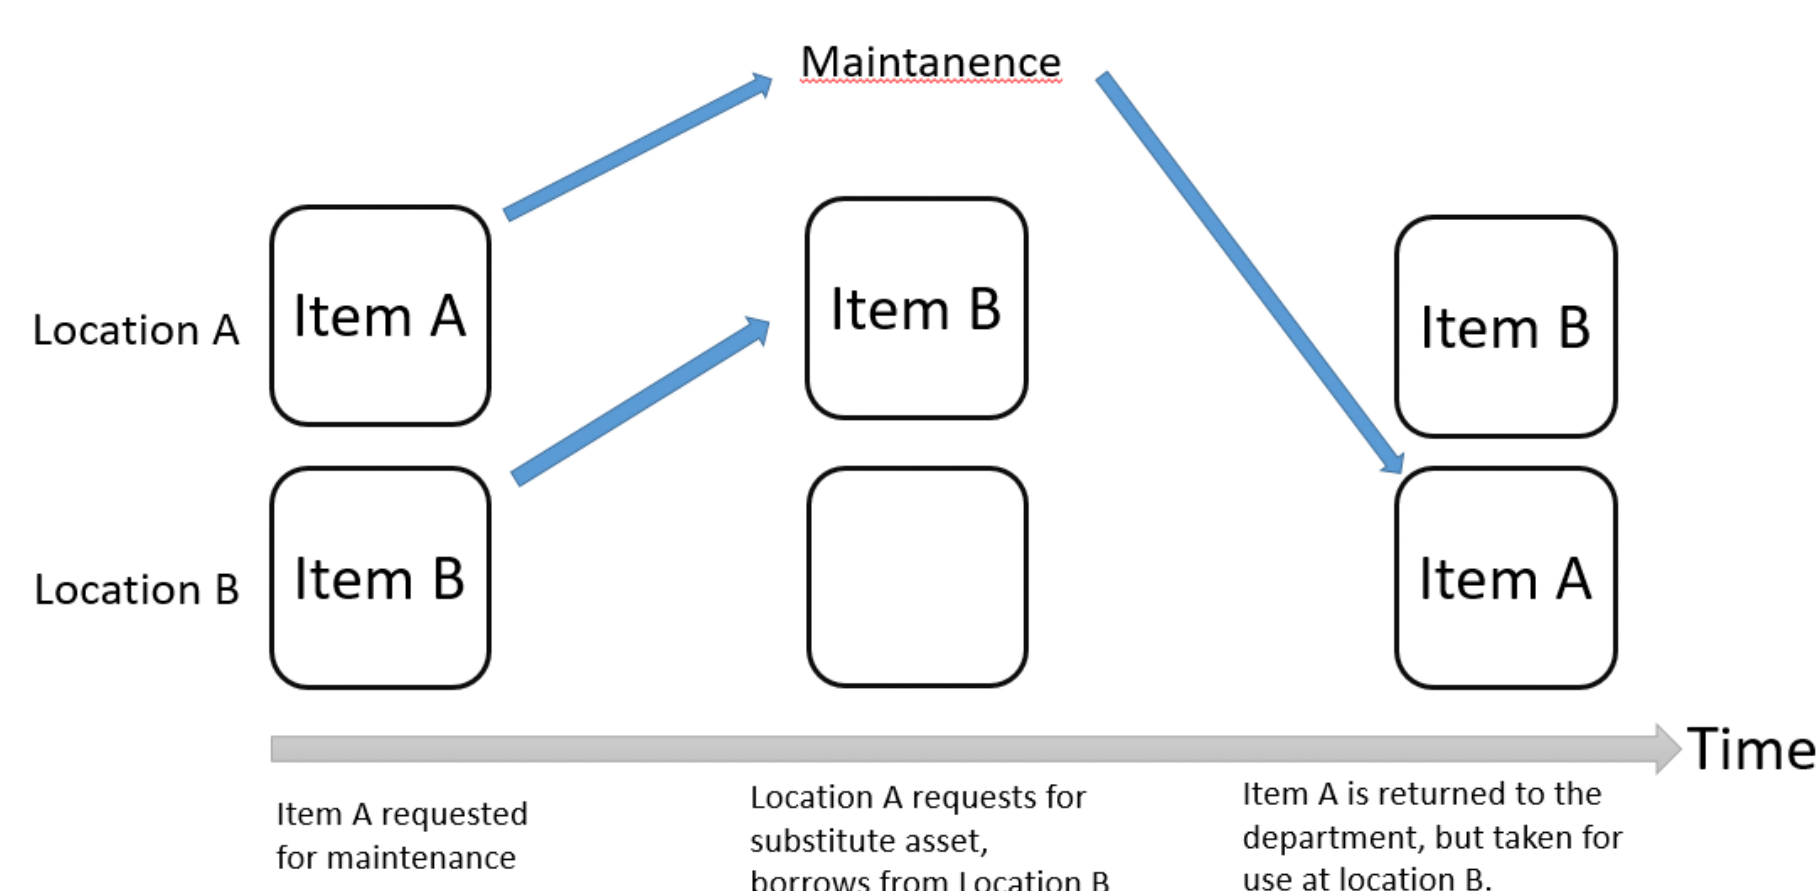 Maintanence
Item A
Item B
Item B
Location A
Item B
Item A
Location B
Time
Item A requested
for maintenance
Location A requests for
substitute asset,
borrows from Location B
Item A is returned to the
department, but taken for
use at location B.